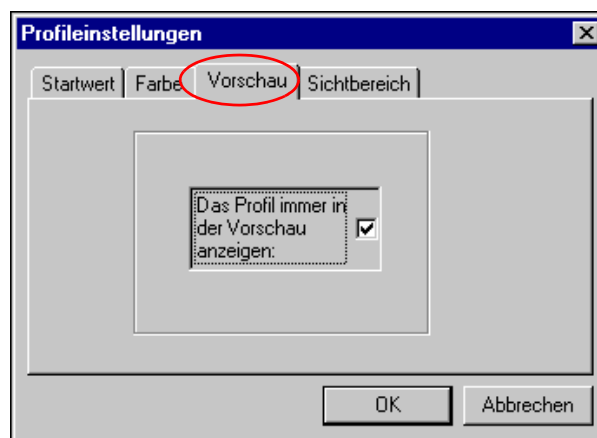 Profileinstellungen
Startwert Farbe Vorschau Sichtbereich
Das Profil immer in
der Vorschau
anzeigen:
OK Abbrechen